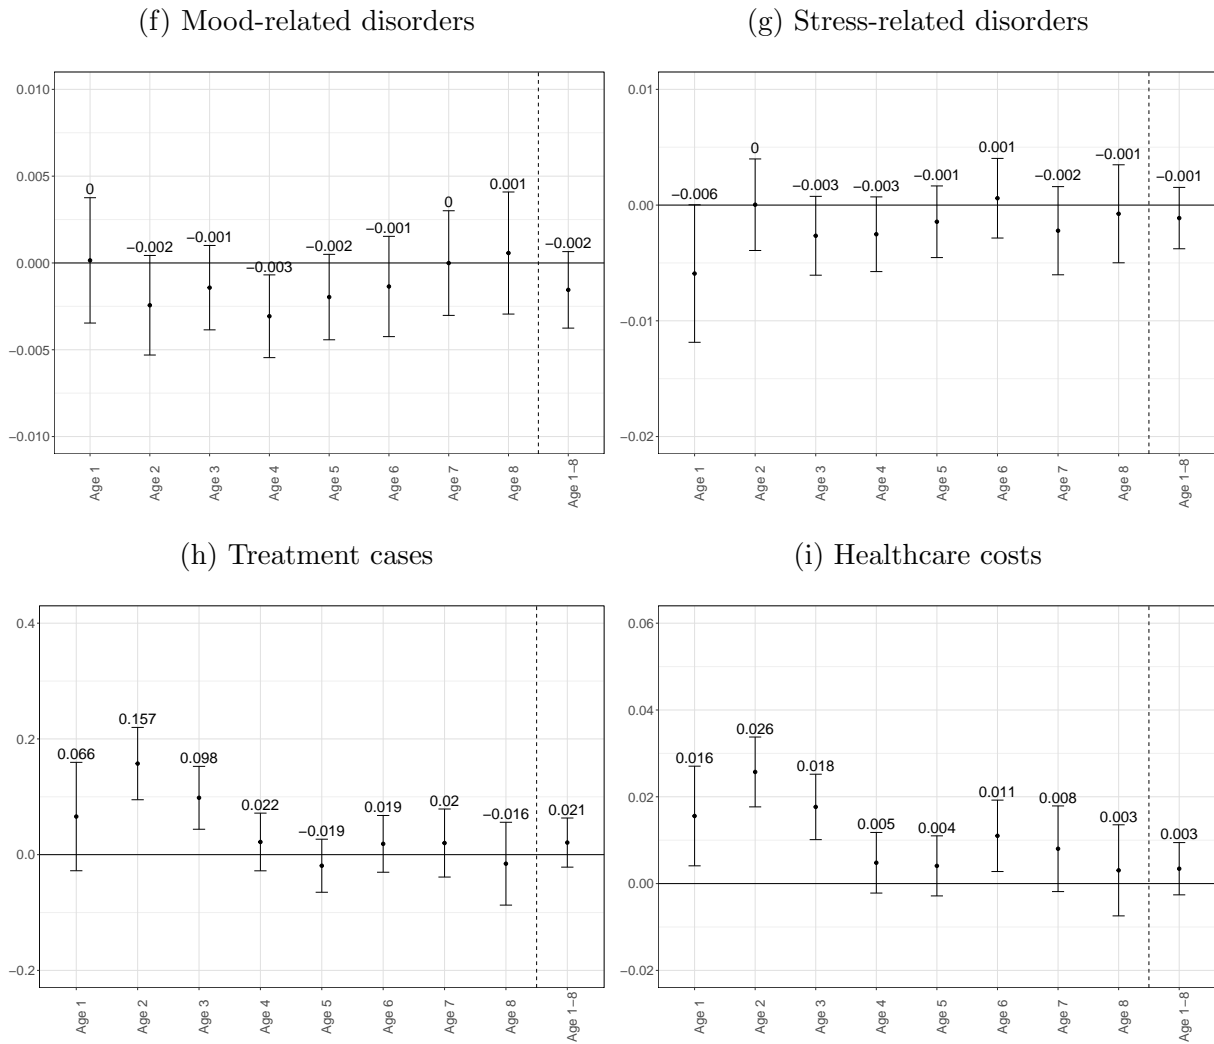 (f) Mood-related disorders
0.010
0.005
0.000
−0.005
−0.010
0
−0.002
−0.001
−0.003
−0.002
−0.001
0
0.001
−0.002
Age 1
Age 2
Age 3
Age 4
Age 5
Age 6
Age 7
Age 8
Age 1−8
(g) Stress-related disorders
0.01
0.00
−0.01
−0.02
−0.006
0
−0.003
−0.003
−0.001
0.001
−0.002
−0.001
−0.001
Age 1
Age 2
Age 3
Age 4
Age 5
Age 6
Age 7
Age 8
Age 1−8
(h) Treatment cases
0.4
0.2
0.0
−0.2
0.066
0.157
0.098
0.022
−0.019
0.019
0.02
−0.016
0.021
Age 1
Age 2
Age 3
Age 4
Age 5
Age 6
Age 7
Age 8
Age 1−8
(i) Healthcare costs
0.06
0.04
0.02
0.00
−0.02
0.016
0.026
0.018
0.005
0.004
0.011
0.008
0.003
0.003
Age 1
Age 2
Age 3
Age 4
Age 5
Age 6
Age 7
Age 8
Age 1−8